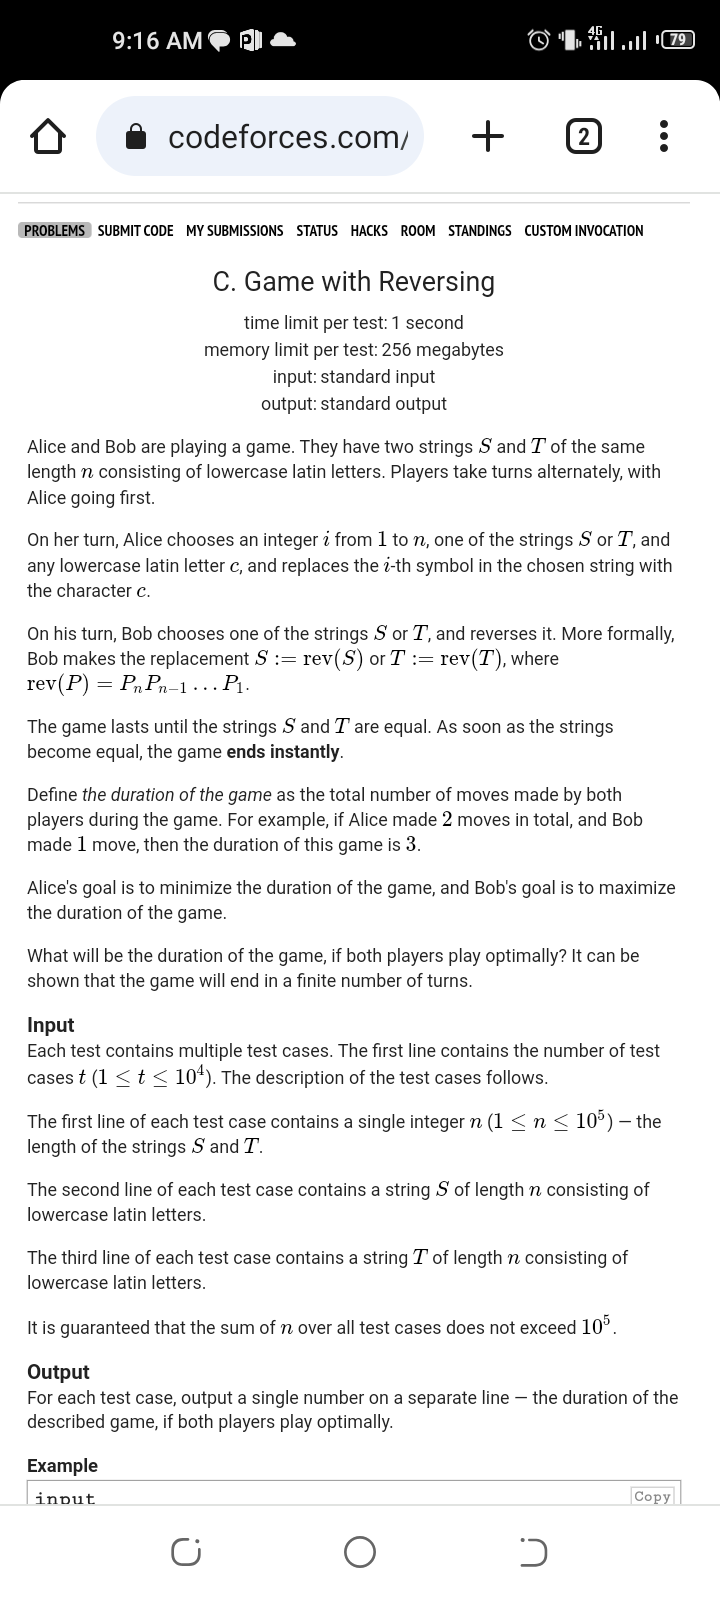 9:16 AM
4G
79
codeforces.com/
2
PROBLEMS SUBMIT CODE MY SUBMISSIONS STATUS HACKS ROOM STANDINGS CUSTOM INVOCATION
C. Game with Reversing
time limit per test: 1 second
memory limit per test: 256 megabytes
input: standard input
output: standard output
Alice and Bob are playing a game. They have two strings S and T of the same
length n consisting of lowercase latin letters. Players take turns alternately, with
Alice going first.
On her turn, Alice chooses an integer i from 1 to n, one of the strings S or T, and
any lowercase latin letter c, and replaces the i-th symbol in the chosen string with
the character c.
On his turn, Bob chooses one of the strings S or T, and reverses it. More formally,
Bob makes the replacement S := rev(S) or T := rev(T), where
rev(P) = PₙPₙ₋₁ … P₁.
The game lasts until the strings S and T are equal. As soon as the strings
become equal, the game ends instantly.
Define the duration of the game as the total number of moves made by both
players during the game. For example, if Alice made 2 moves in total, and Bob
made 1 move, then the duration of this game is 3.
Alice's goal is to minimize the duration of the game, and Bob's goal is to maximize
the duration of the game.
What will be the duration of the game, if both players play optimally? It can be
shown that the game will end in a finite number of turns.
Input
Each test contains multiple test cases. The first line contains the number of test
cases t (1 ≤ t ≤ 10⁴). The description of the test cases follows.
The first line of each test case contains a single integer n (1 ≤ n ≤ 10⁵) — the
length of the strings S and T.
The second line of each test case contains a string S of length n consisting of
lowercase latin letters.
The third line of each test case contains a string T of length n consisting of
lowercase latin letters.
It is guaranteed that the sum of n over all test cases does not exceed 10⁵.
Output
For each test case, output a single number on a separate line — the duration of the
described game, if both players play optimally.
Example
input
Copy